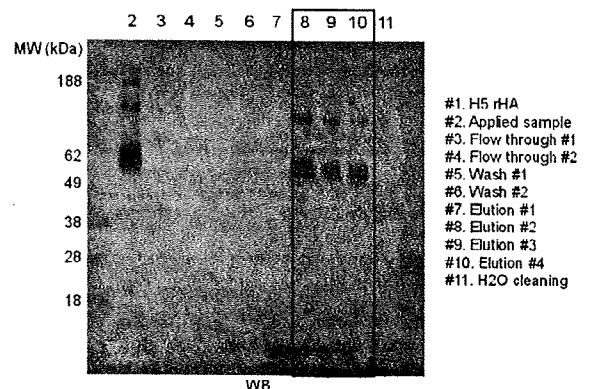 2 3 4 5 6 7 8 9 10 11
MW (kDa)
188
62
49
38
28
18
WB
#1. H5 rHA
#2. Applied sample
#3. Flow through #1
#4. Flow through #2
#5. Wash #1
#6. Wash #2
#7. Elution #1
#8. Elution #2
#9. Elution #3
#10. Elution #4
#11. H2O cleaning